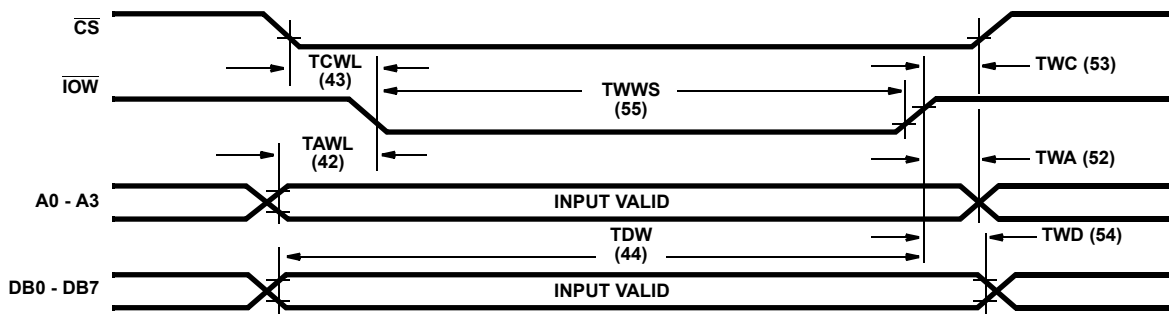 CS
TCWL
(43)
TWC (53)
IOW
TWWS
(55)
TAWL
(42)
TWA (52)
A0 - A3
INPUT VALID
TDW
(44)
TWD (54)
DB0 - DB7
INPUT VALID